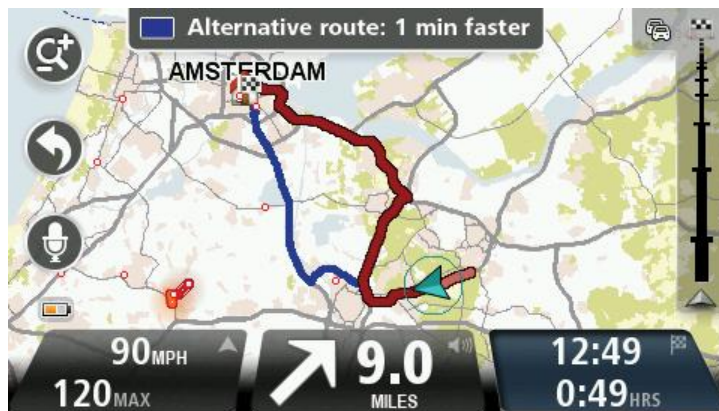 Alternative route: 1 min faster
AMSTERDAM
90MPH
120MAX
9.0
MILES
12:49
0:49HRS